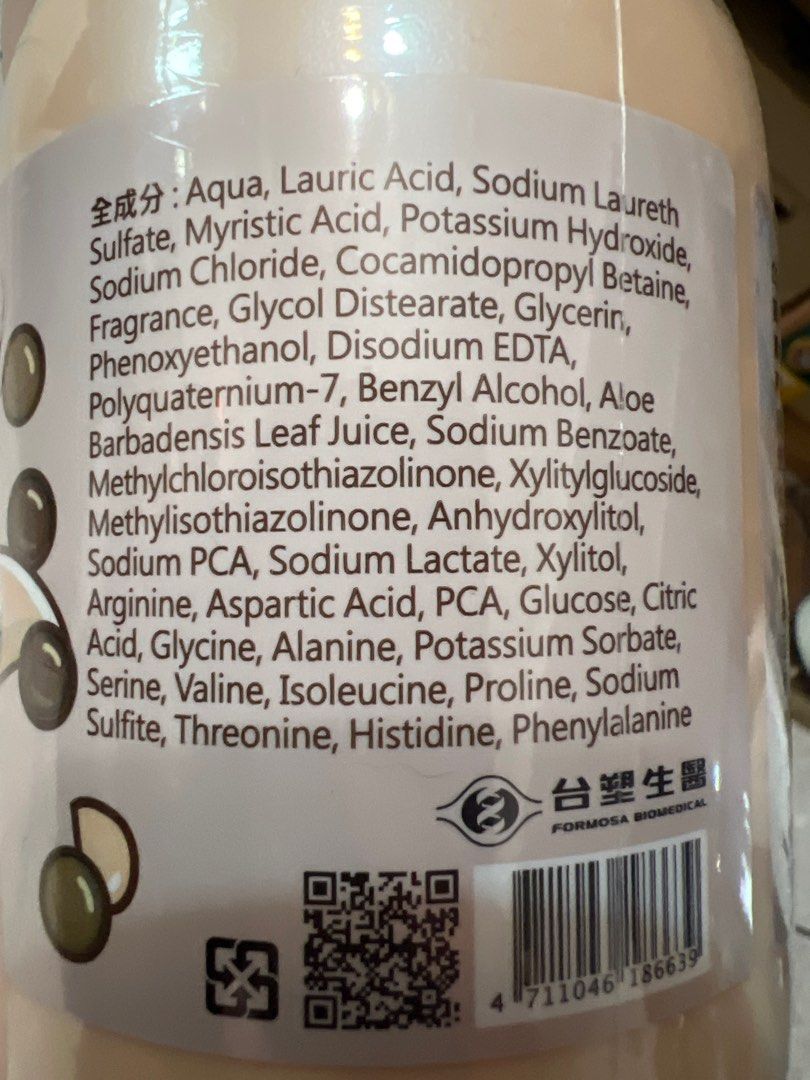 全成分 : Aqua, Lauric Acid, Sodium Laureth
Sulfate, Myristic Acid, Potassium Hydroxide,
Sodium Chloride, Cocamidopropyl Betaine,
Fragrance, Glycol Distearate, Glycerin,
Phenoxyethanol, Disodium EDTA,
Polyquaternium-7, Benzyl Alcohol, Aloe
Barbadensis Leaf Juice, Sodium Benzoate,
Methylchloroisothiazolinone, Xylitylglucoside,
Methylisothiazolinone, Anhydroxylitol,
Sodium PCA, Sodium Lactate, Xylitol,
Arginine, Aspartic Acid, PCA, Glucose, Citric
Acid, Glycine, Alanine, Potassium Sorbate,
Serine, Valine, Isoleucine, Proline, Sodium
Sulfite, Threonine, Histidine, Phenylalanine
台塑生醫
FORMOSA BIOMEDICAL
4 711046 186639